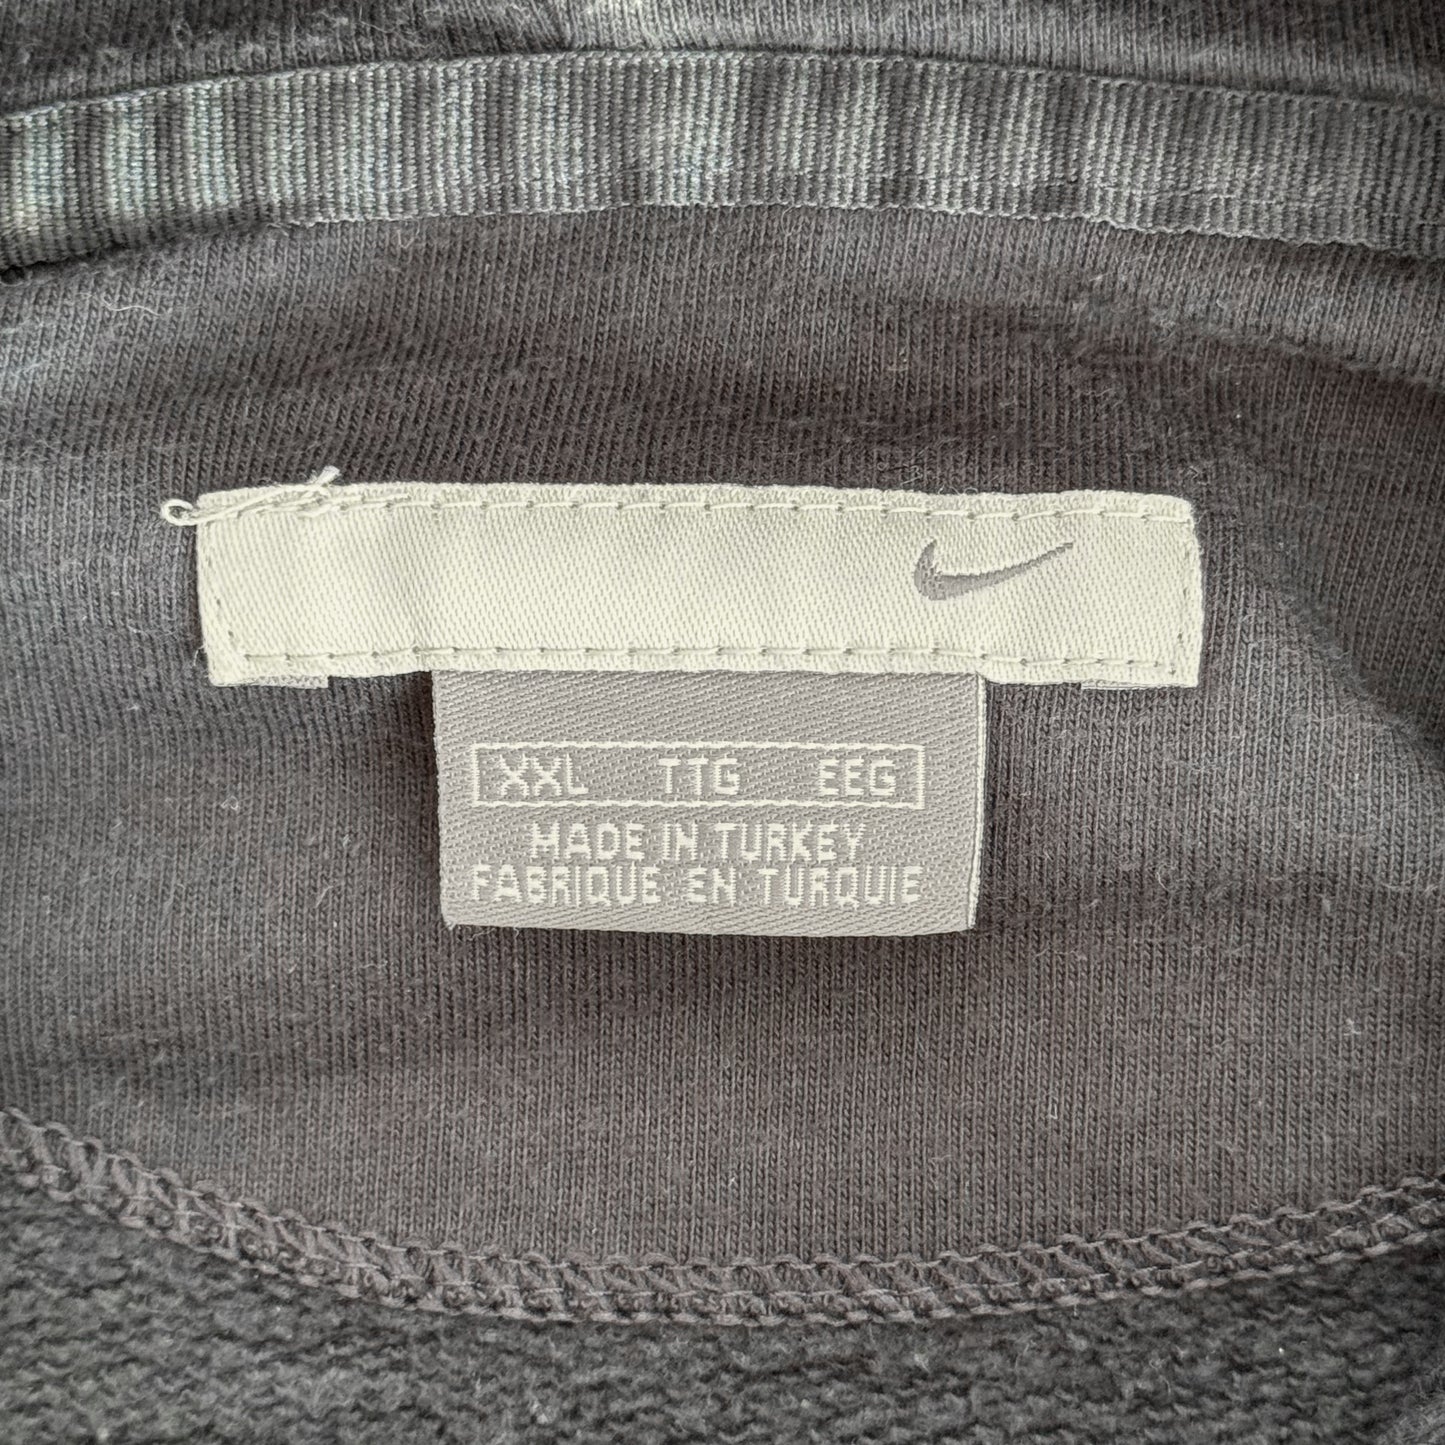 XXL TTG EEG
MADE IN TURKEY
FABRIQUE EN TURQUIE